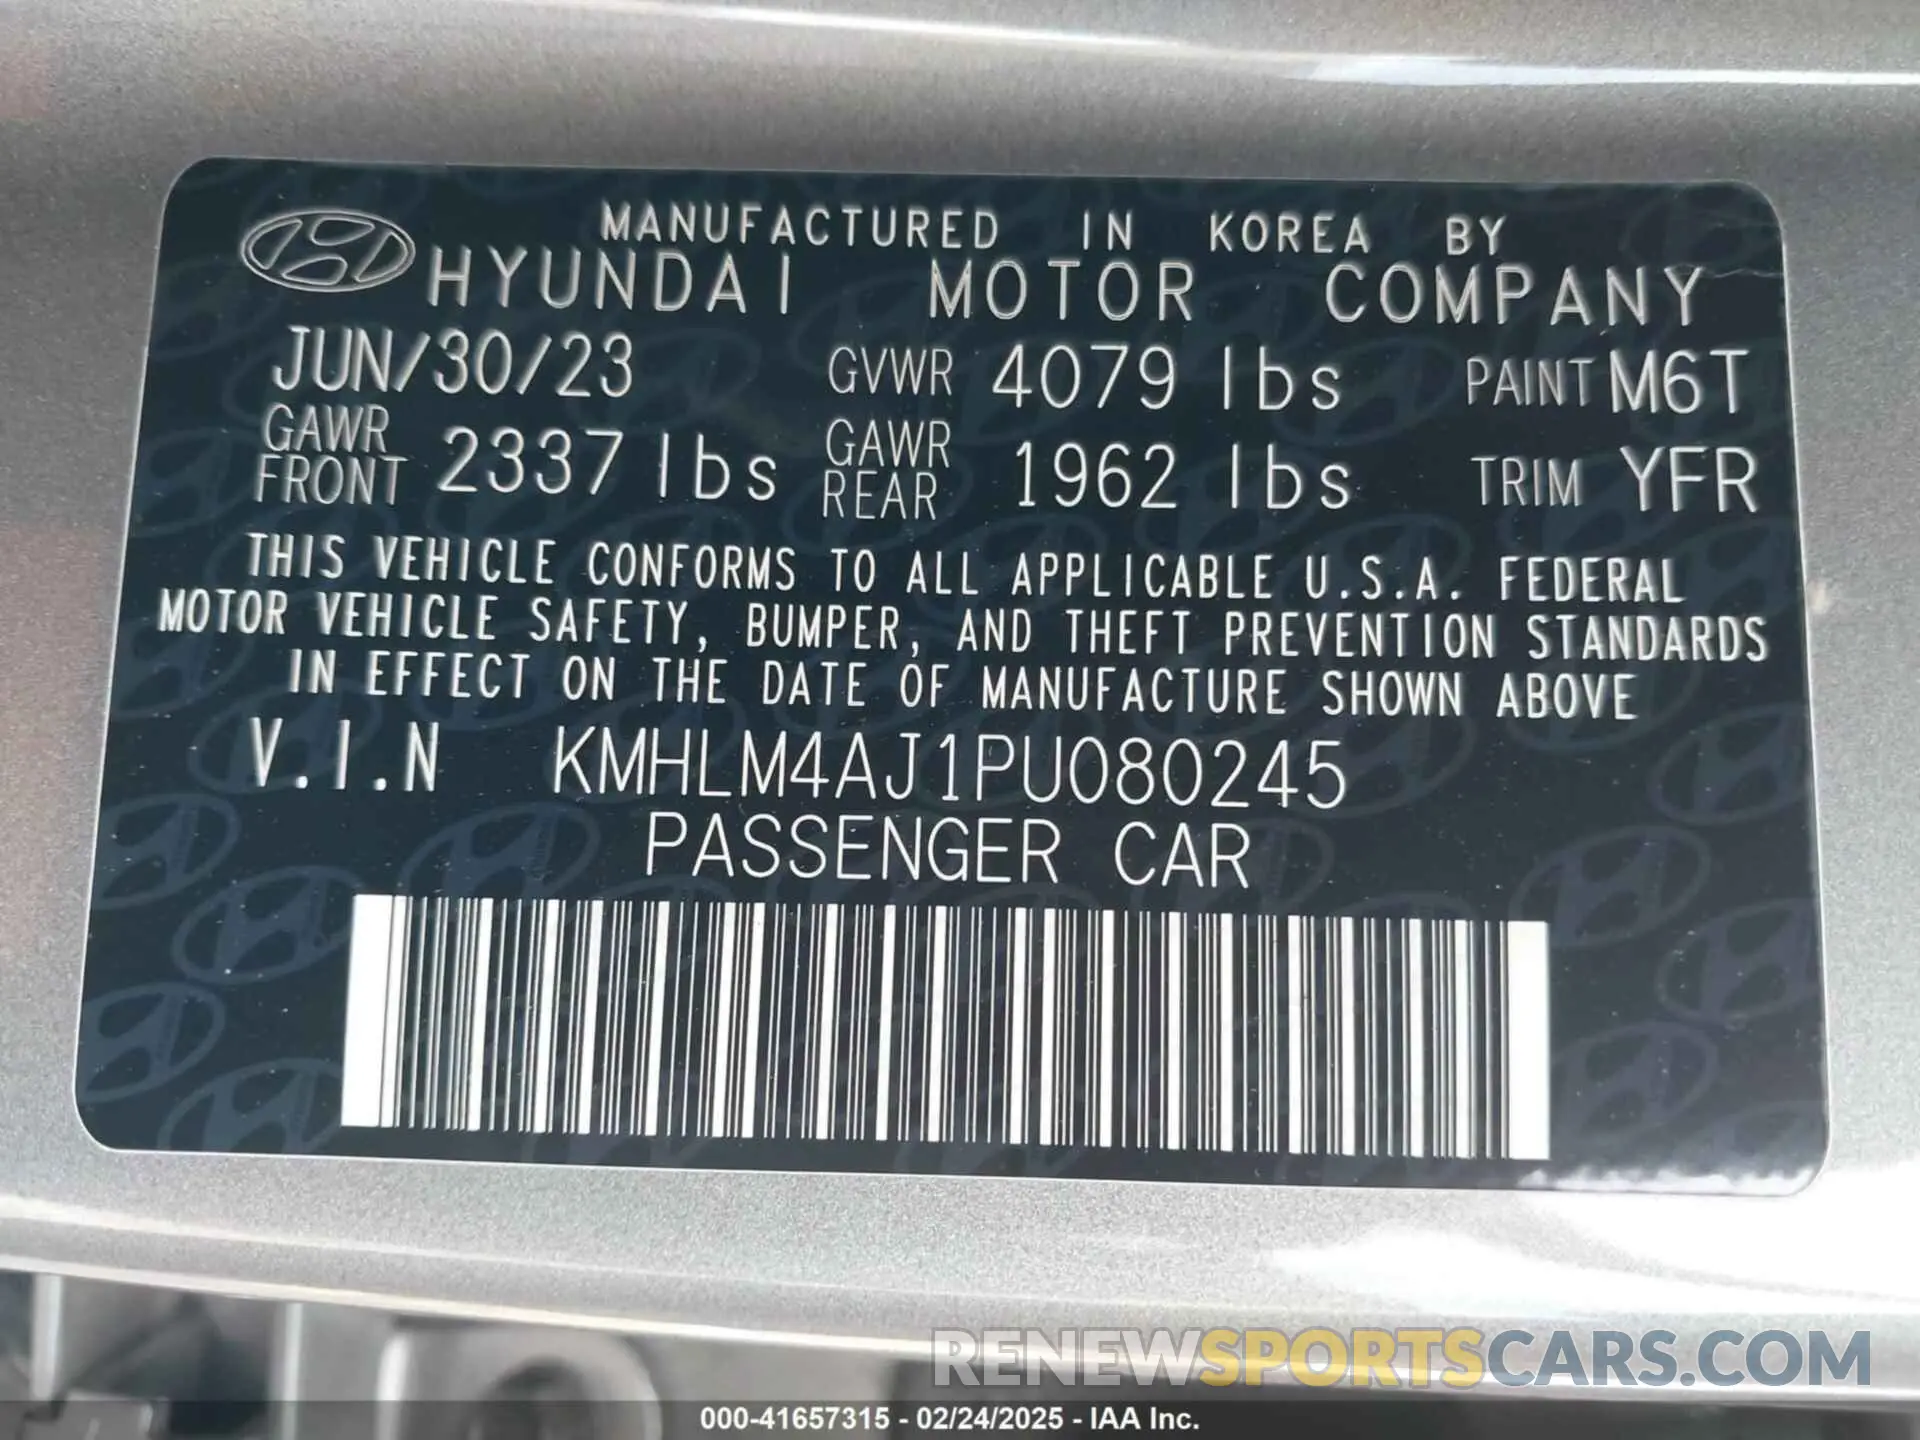 MANUFACTURED IN KOREA BY
HYUNDAI MOTOR COMPANY
JUN/30/23 GVWR 4079 lbs PAINT M6T
GAWR FRONT 2337 lbs GAWR REAR 1962 lbs TRIM YFR
THIS VEHICLE CONFORMS TO ALL APPLICABLE U.S.A. FEDERAL
MOTOR VEHICLE SAFETY, BUMPER, AND THEFT PREVENTION STANDARDS
IN EFFECT ON THE DATE OF MANUFACTURE SHOWN ABOVE
V.I.N KMHLM4AJ1PU080245
PASSENGER CAR
RENEWSPORTSCARS.COM
000-41657315 - 02/24/2025 - IAA Inc.